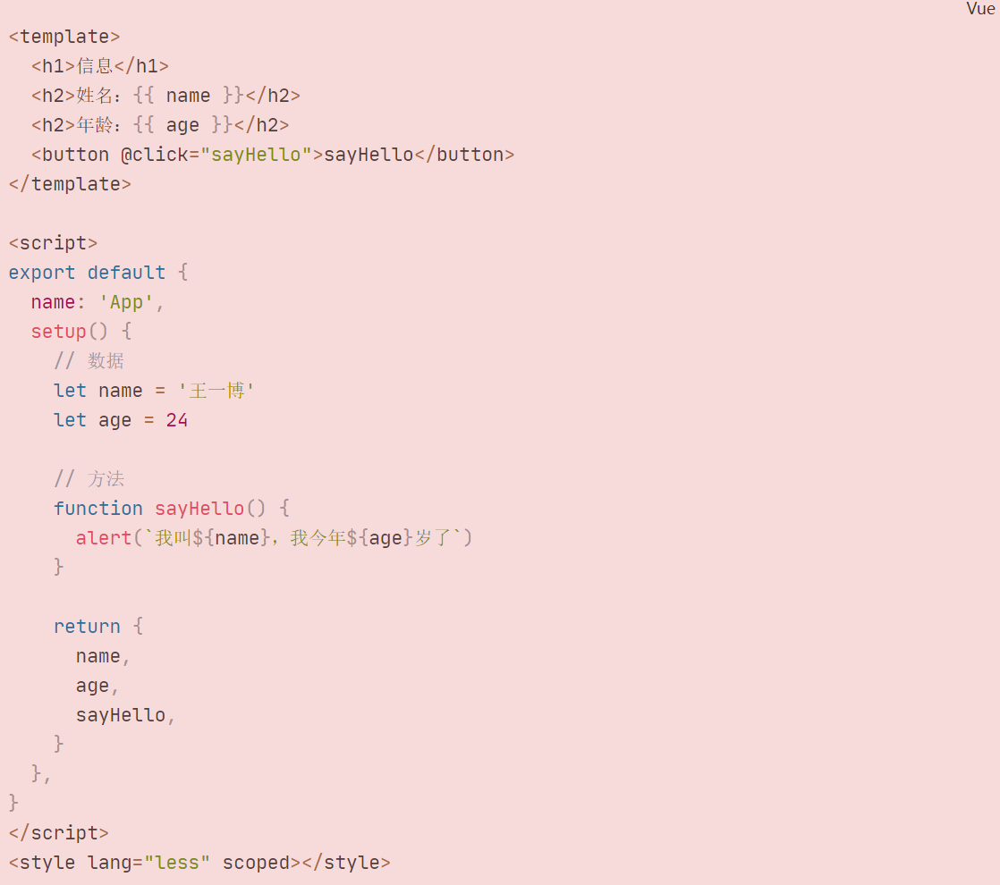 Vue
<template>
  <h1>信息</h1>
  <h2>姓名：{{ name }}</h2>
  <h2>年龄：{{ age }}</h2>
  <button @click="sayHello">sayHello</button>
</template>

<script>
export default {
  name: 'App',
  setup() {
    // 数据
    let name = '王一博'
    let age = 24

    // 方法
    function sayHello() {
      alert(`我叫${name}，我今年${age}岁了`)
    }

    return {
      name,
      age,
      sayHello,
    }
  },
}
</script>
<style lang="less" scoped></style>